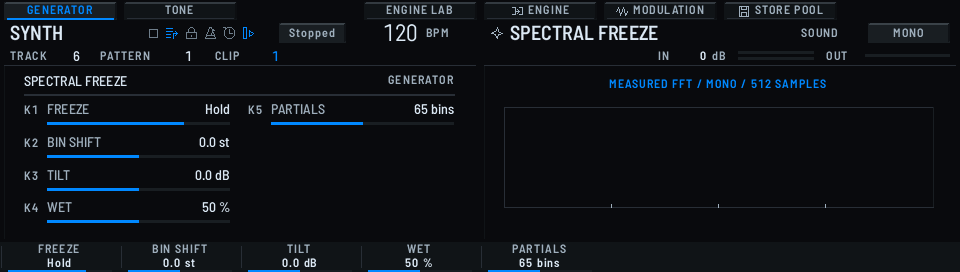 GENERATOR TONE ENGINE LAB ENGINE MODULATION STORE POOL
SYNTH Stopped 120 BPM SPECTRAL FREEZE SOUND MONO
TRACK 6 PATTERN 1 CLIP 1 IN 0 dB OUT
SPECTRAL FREEZE GENERATOR
MEASURED FFT / MONO / 512 SAMPLES
K1 FREEZE Hold K5 PARTIALS 65 bins
K2 BIN SHIFT 0.0 st
K3 TILT 0.0 dB
K4 WET 50 %
FREEZE BIN SHIFT TILT WET PARTIALS
Hold 0.0 st 0.0 dB 50 % 65 bins